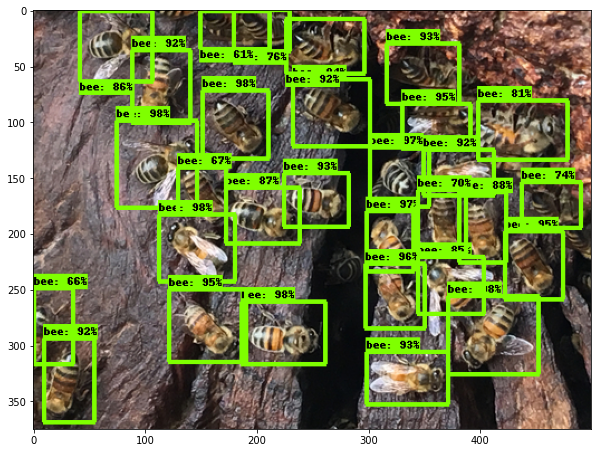 0
bee: 92%
bee: 93%
50
bee: 61%
bee: 76%
bee: 92%
bee: 86%
bee: 98%
bee: 95%
bee: 81%
100
98%
bee: 97%
bee: 92%
150
bee: 67%
bee: 93%
bee: 87%
bee: 70%
88%
bee: 74%
200
bee: 98%
bee: 97%
bee: 95%
bee: 96%
85%
250
bee: 66%
bee: 95%
bee: 98%
bee:
300
bee: 92%
bee: 93%
350
0 100 200 300 400